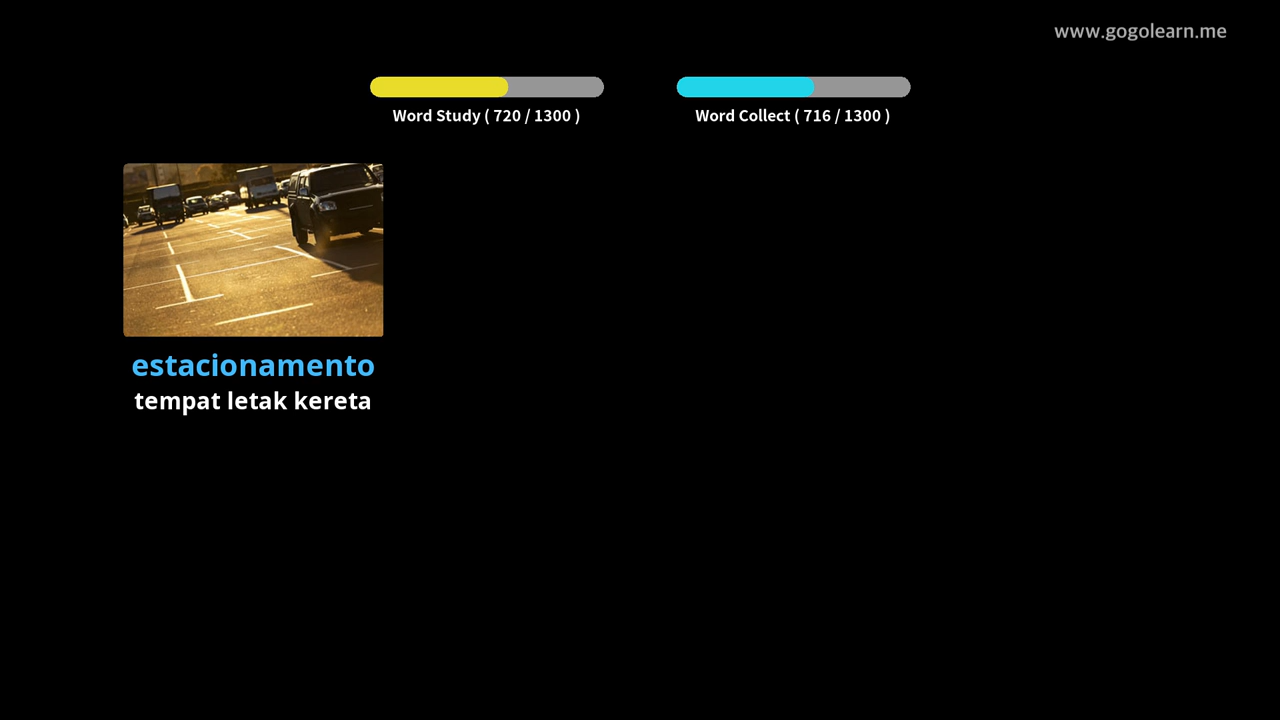 www.gogolearn.me
Word Study ( 720 / 1300 )
Word Collect ( 716 / 1300 )
estacionamento
tempat letak kereta